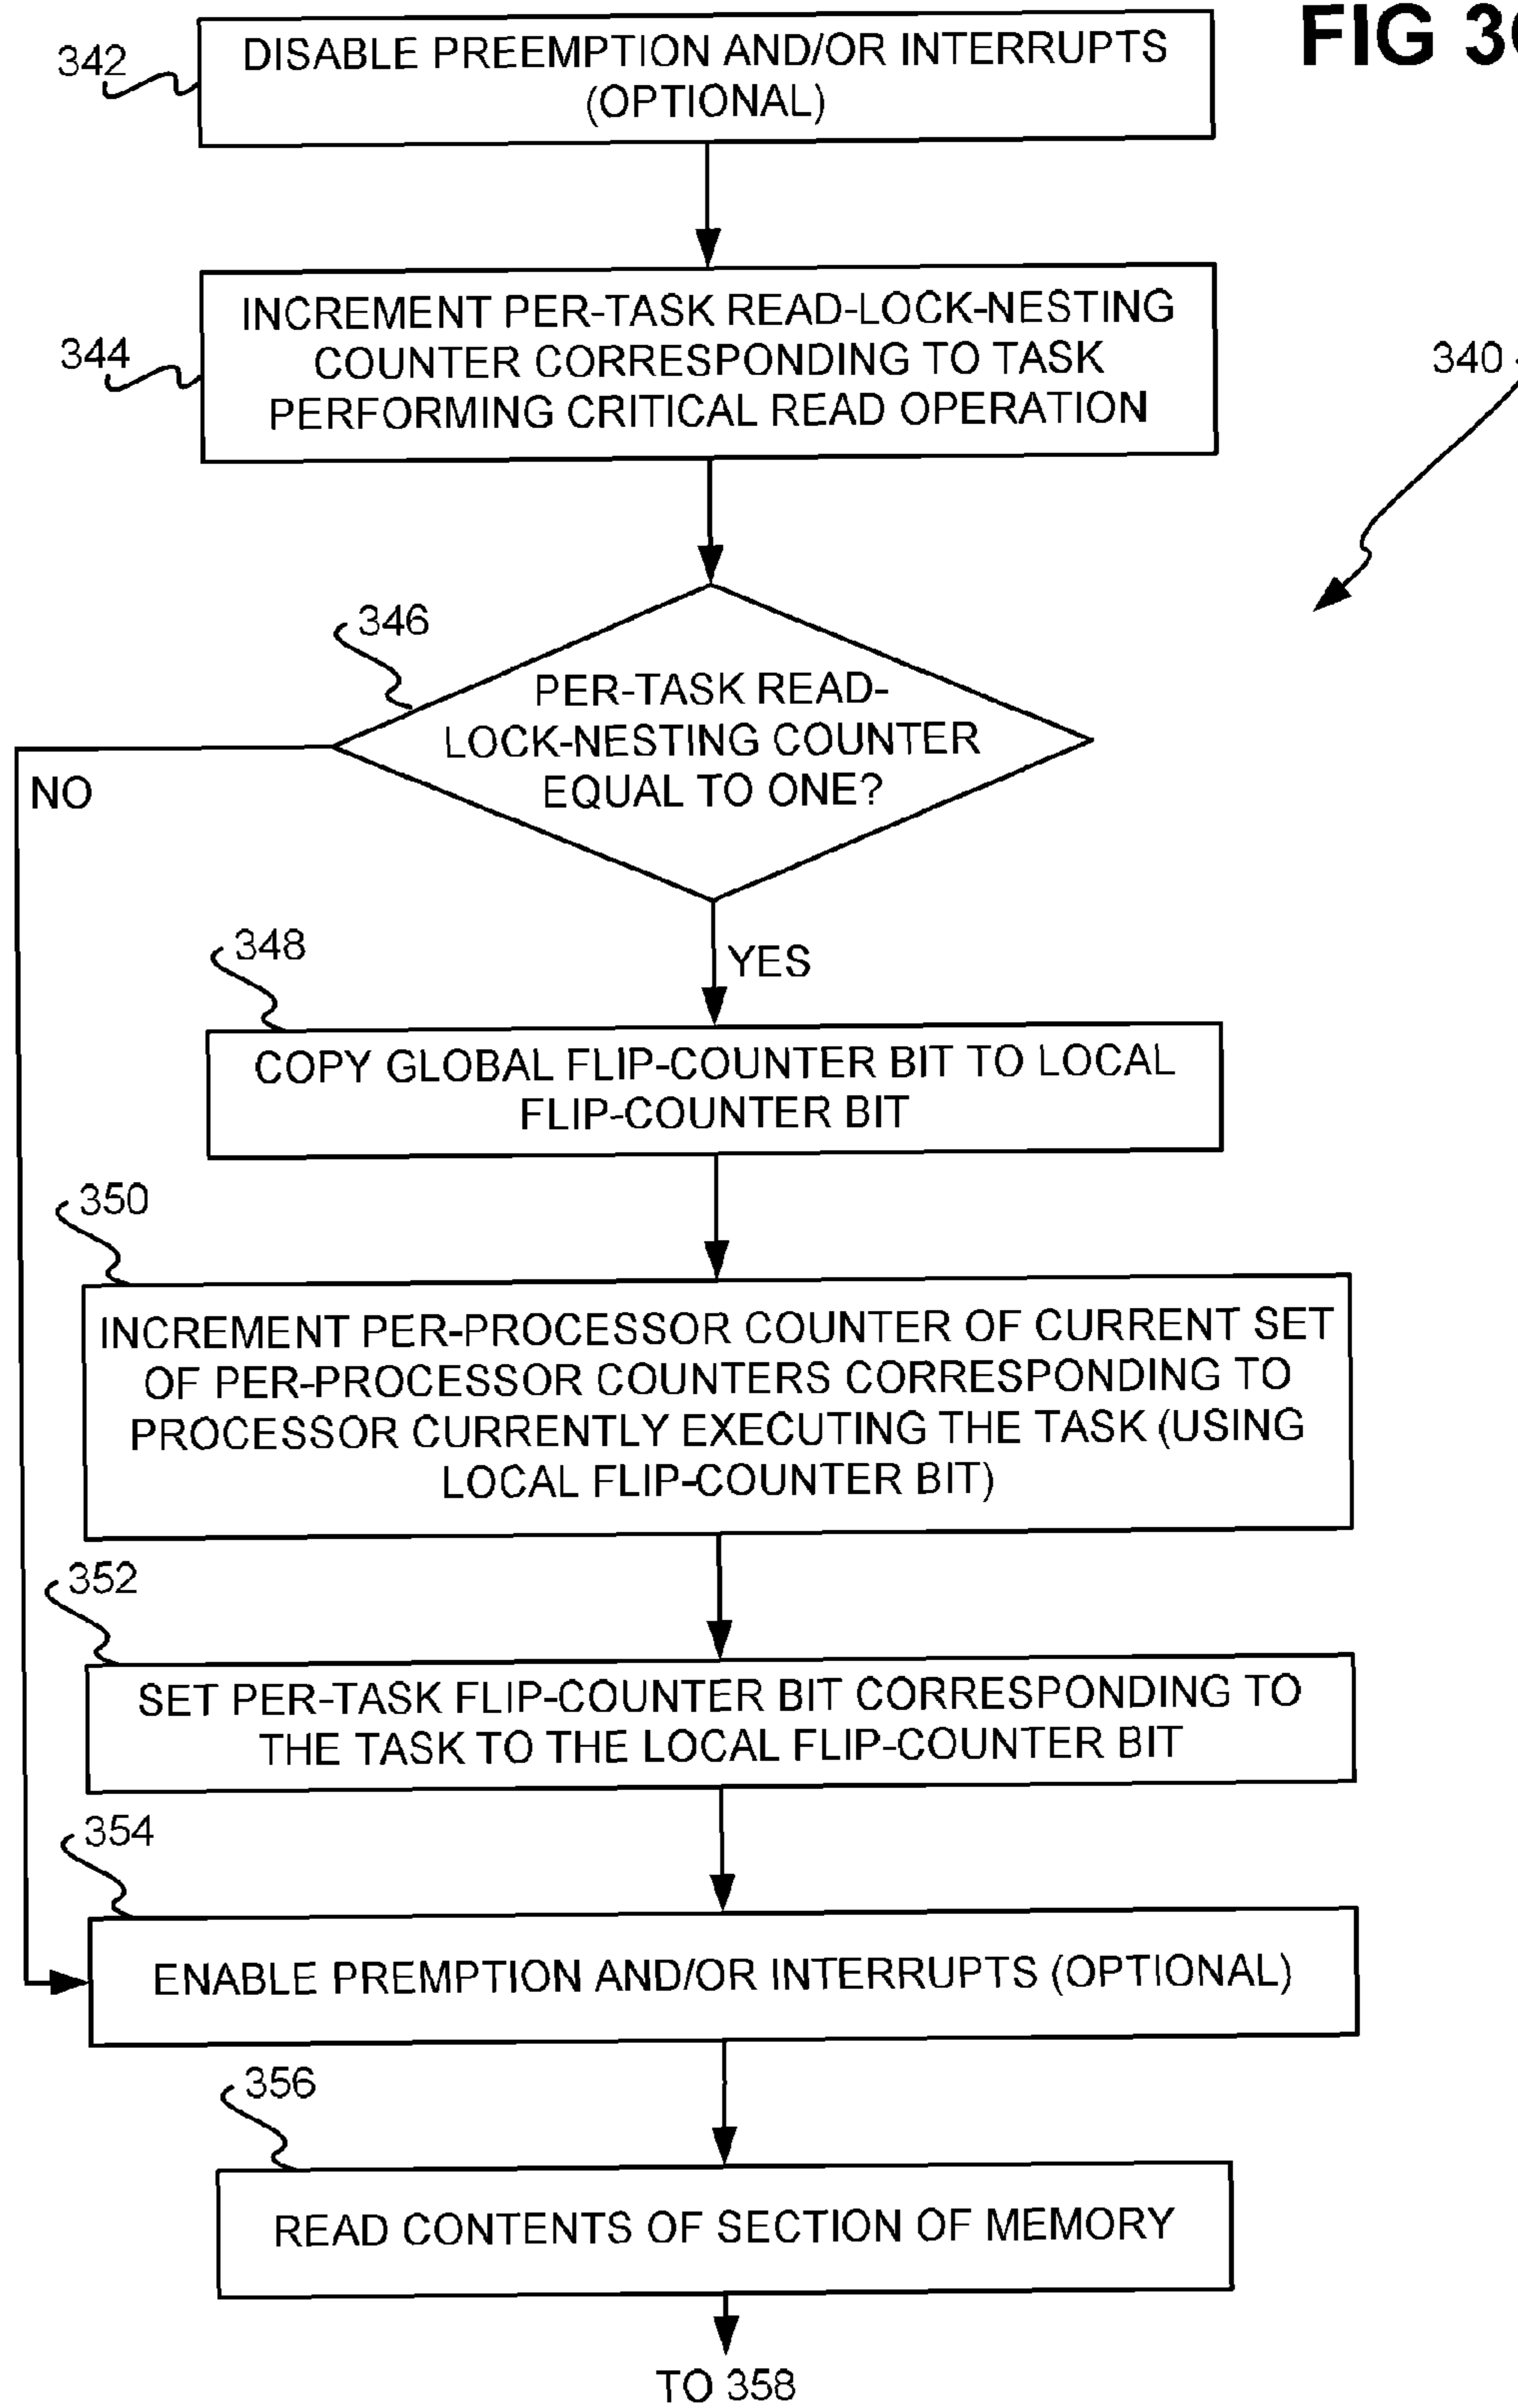 FIG 3C
342
DISABLE PREEMPTION AND/OR INTERRUPTS
(OPTIONAL)
344
INCREMENT PER-TASK READ-LOCK-NESTING
COUNTER CORRESPONDING TO TASK
PERFORMING CRITICAL READ OPERATION
340
346
PER-TASK READ-
LOCK-NESTING COUNTER
EQUAL TO ONE?
NO
YES
348
COPY GLOBAL FLIP-COUNTER BIT TO LOCAL
FLIP-COUNTER BIT
350
INCREMENT PER-PROCESSOR COUNTER OF CURRENT SET
OF PER-PROCESSOR COUNTERS CORRESPONDING TO
PROCESSOR CURRENTLY EXECUTING THE TASK (USING
LOCAL FLIP-COUNTER BIT)
352
SET PER-TASK FLIP-COUNTER BIT CORRESPONDING TO
THE TASK TO THE LOCAL FLIP-COUNTER BIT
354
ENABLE PREMPTION AND/OR INTERRUPTS (OPTIONAL)
356
READ CONTENTS OF SECTION OF MEMORY
TO 358